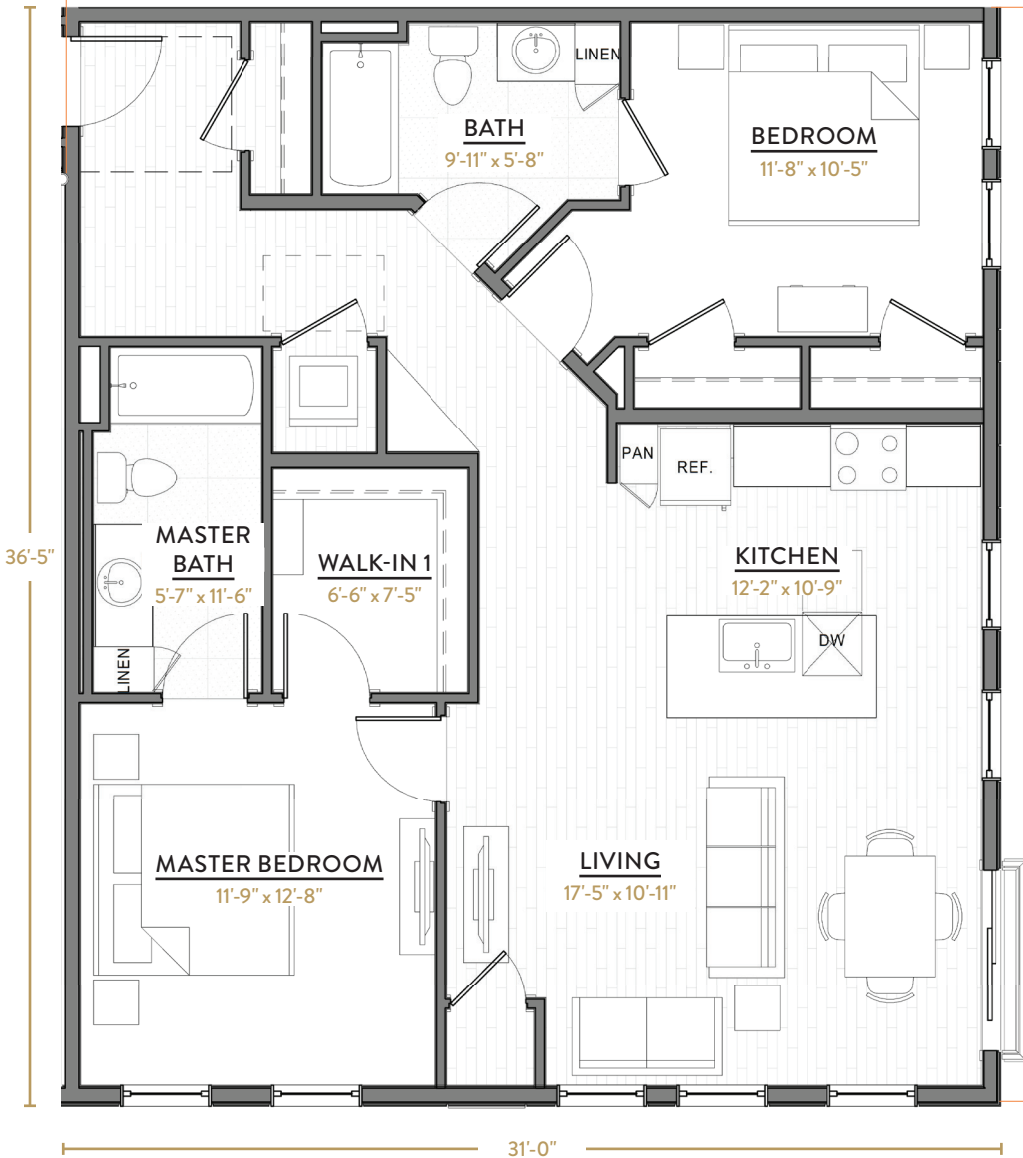 LINEN
BATH
9'-11" x 5'-8"
BEDROOM
11'-8" x 10'-5"
PAN
REF.
MASTER
BATH
5'-7" x 11'-6"
WALK-IN 1
6'-6" x 7'-5"
KITCHEN
12'-2" x 10'-9"
36'-5"
DW
LINEN
MASTER BEDROOM
11'-9" x 12'-8"
LIVING
17'-5" x 10'-11"
31'-0"